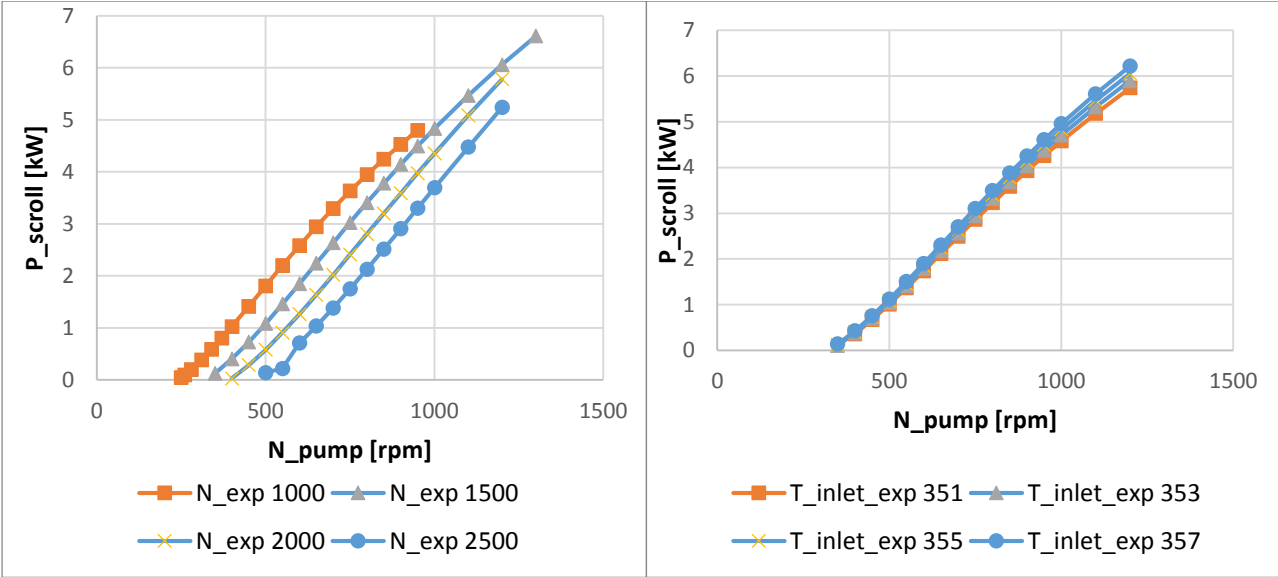 7
6
5
4
3
2
1
0
P_scroll [kW]
0 500 1000 1500
N_pump [rpm]
N_exp 1000 N_exp 1500
N_exp 2000 N_exp 2500
7
6
5
4
3
2
1
0
P_scroll [kW]
0 500 1000 1500
N_pump [rpm]
T_inlet_exp 351 T_inlet_exp 353
T_inlet_exp 355 T_inlet_exp 357